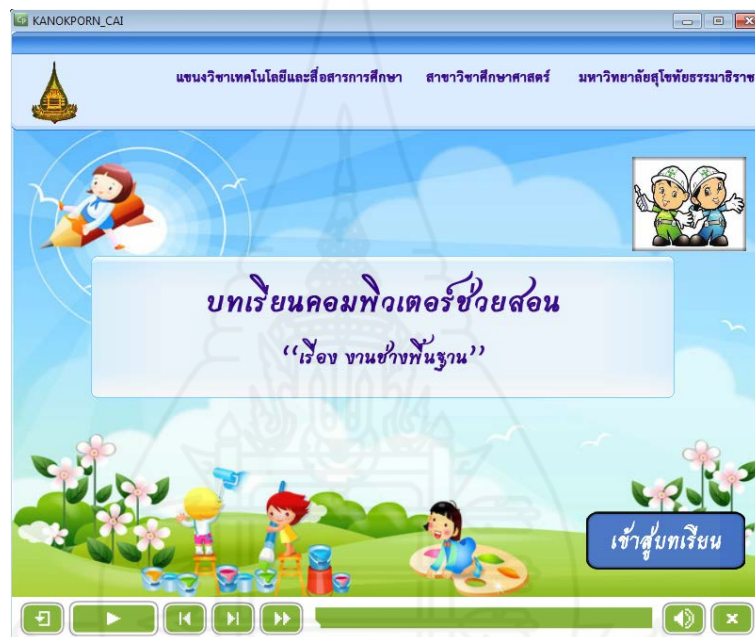 KANOKPORN_CAI
แขนงวิชาเทคโนโลยีและสื่อสารการศึกษา สาขาวิชาศึกษาศาสตร์ มหาวิทยาลัยสุโขทัยธรรมาธิราช
บทเรียนคอมพิวเตอร์ช่วยสอน
‘‘เรื่อง งานช่างพื้นฐาน’’
เข้าสู่บทเรียน